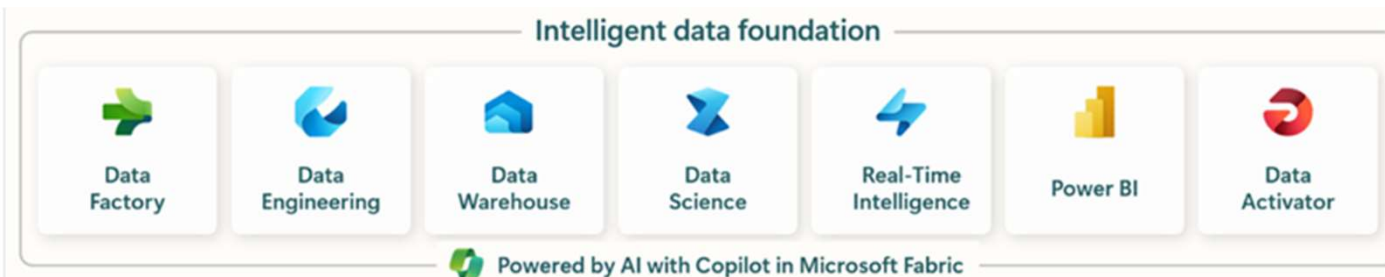 Intelligent data foundation
Data
Factory
Data
Engineering
Data
Warehouse
Data
Science
Real-Time
Intelligence
Power BI
Data
Activator
Powered by AI with Copilot in Microsoft Fabric